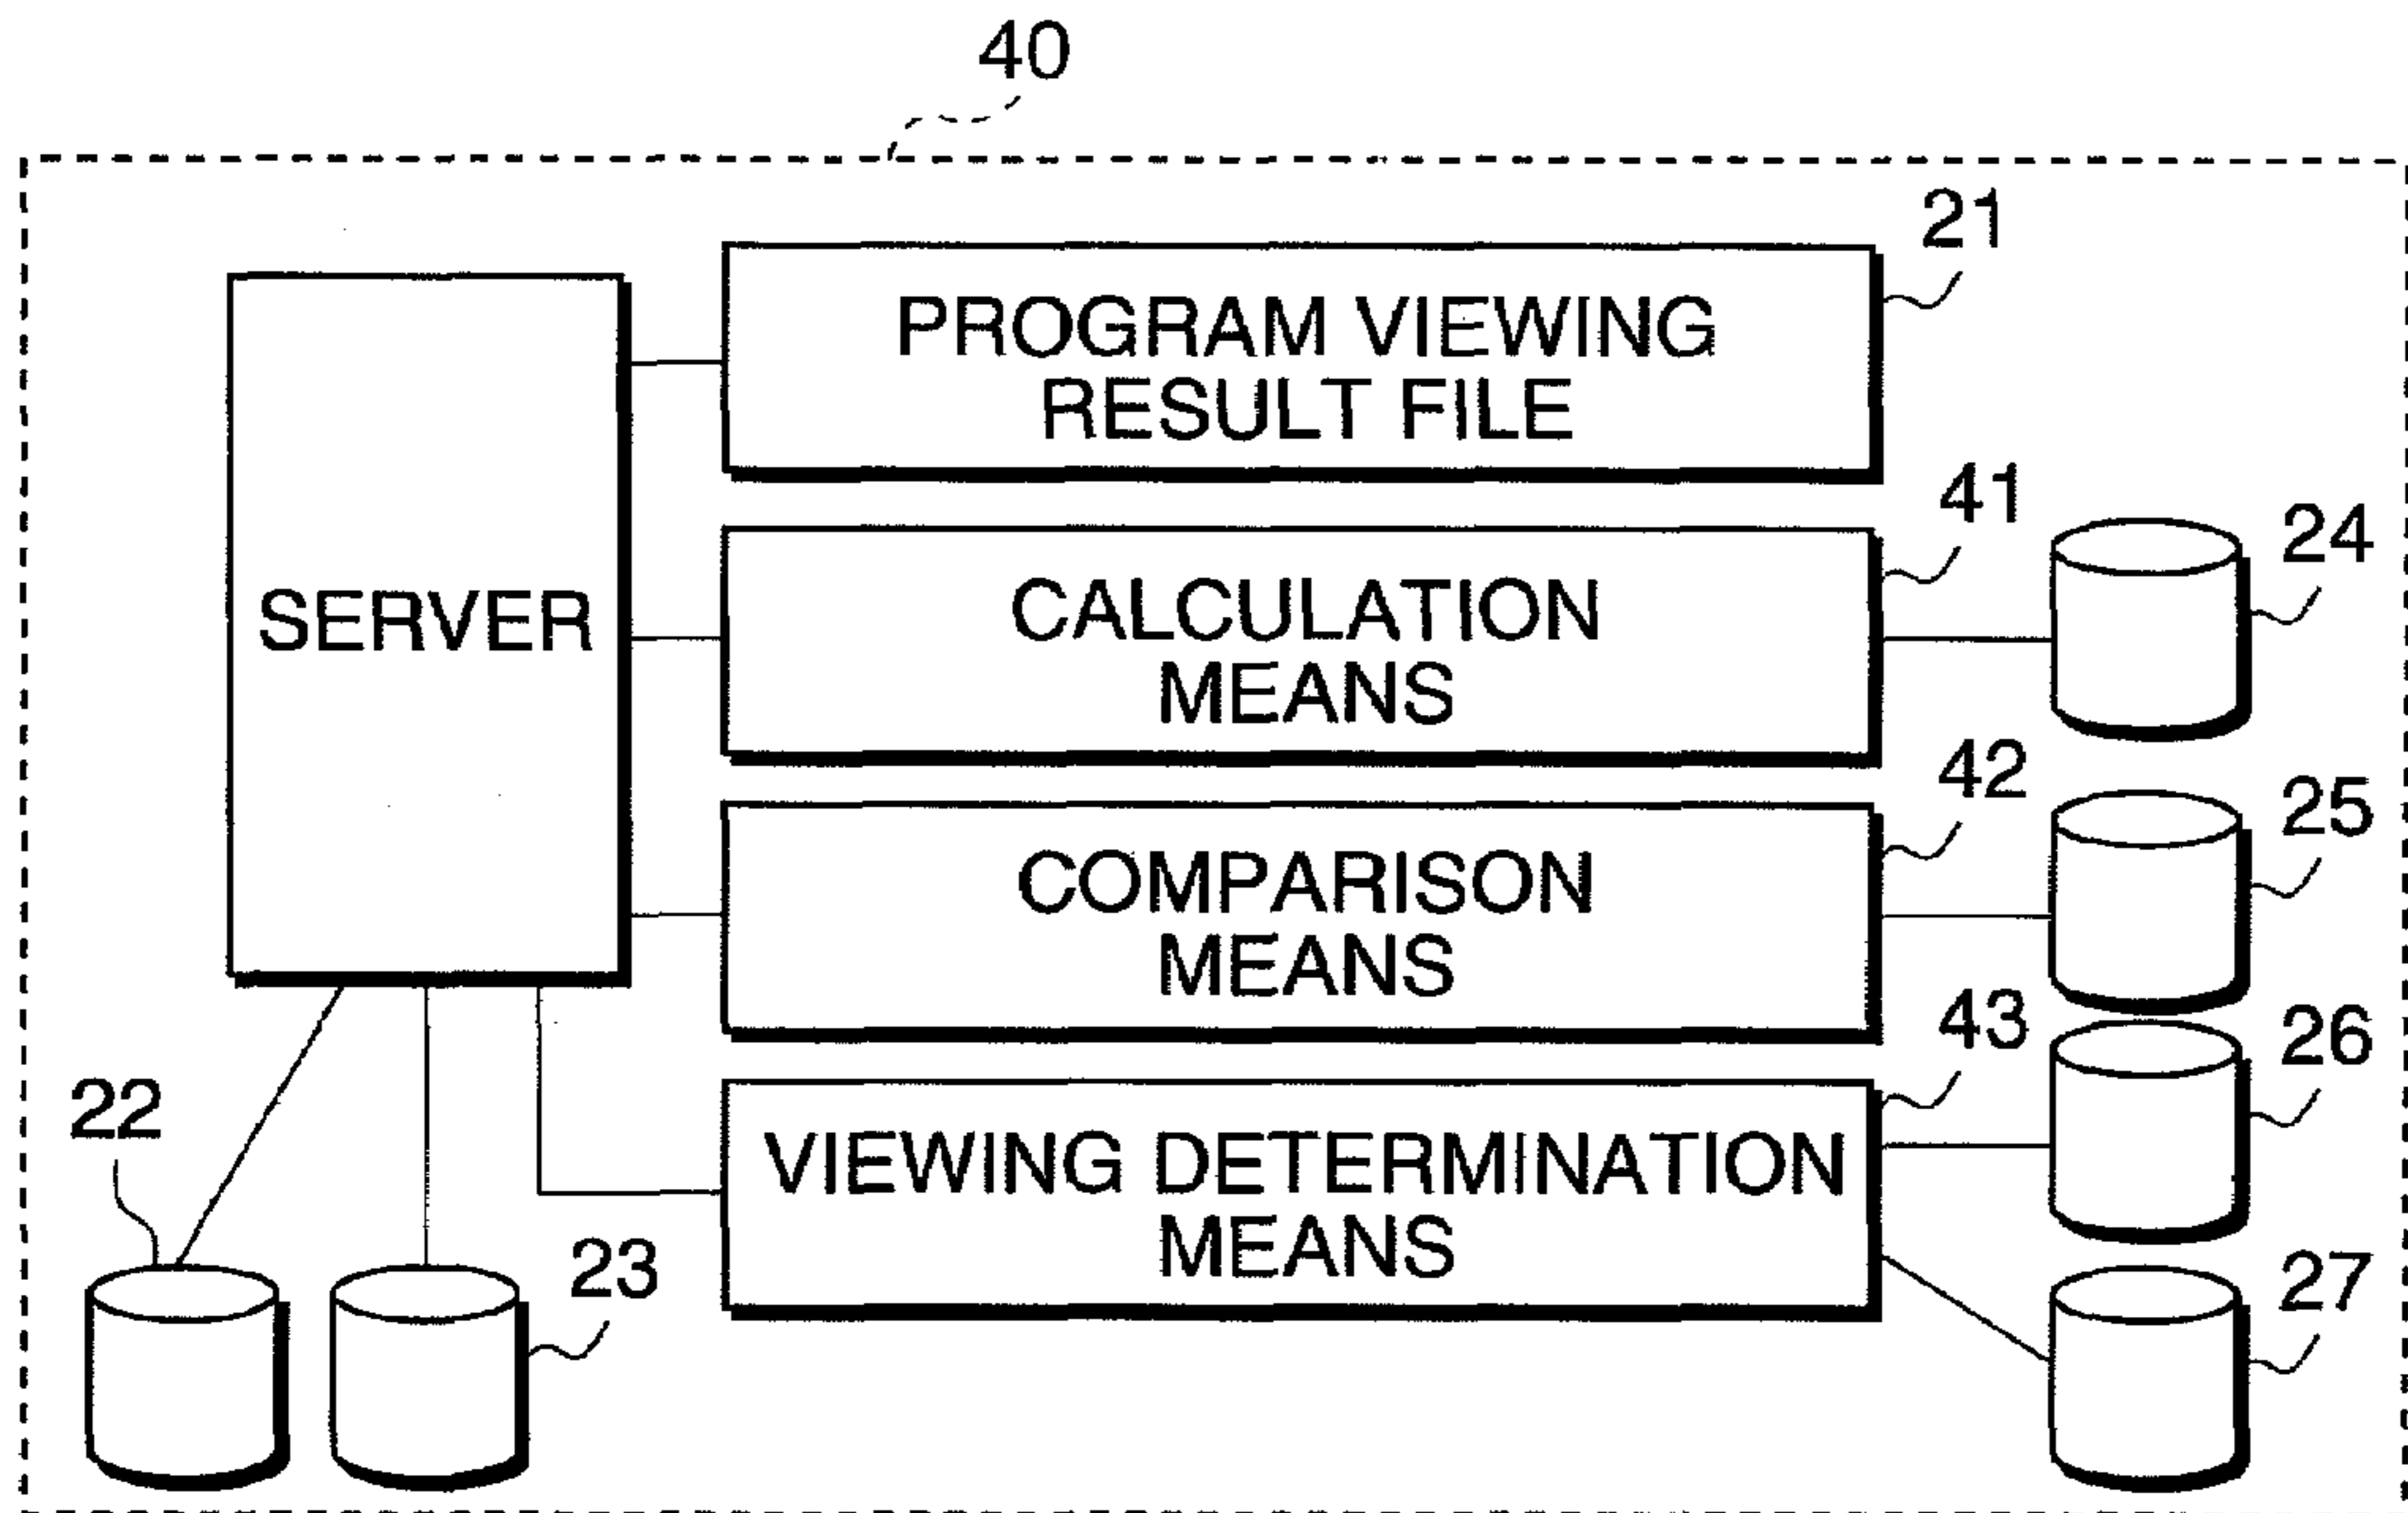 40
21
PROGRAM VIEWING
RESULT FILE
41
24
SERVER
CALCULATION
MEANS
42
25
COMPARISON
MEANS
43
26
22
VIEWING DETERMINATION
MEANS
23
27